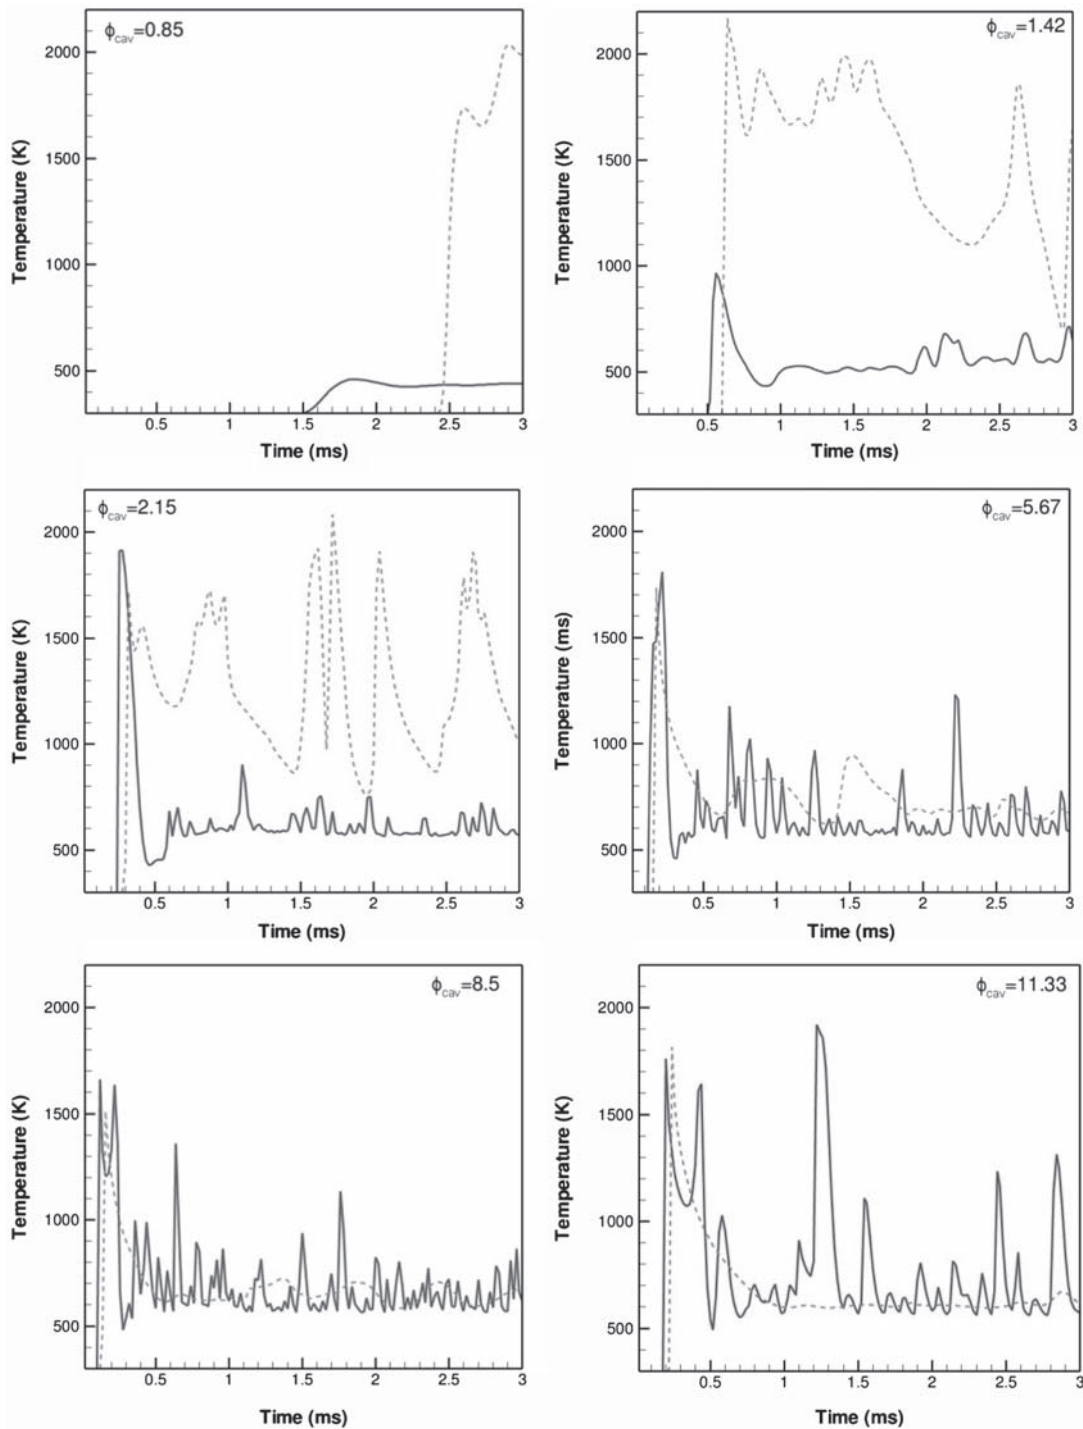 ϕcav=0.85
2000
1500
1000
500
Temperature (K)
0.5 1 1.5 2 2.5 3
Time (ms)
ϕcav=1.42
2000
1500
1000
500
Temperature (K)
0.5 1 1.5 2 2.5 3
Time (ms)
ϕcav=2.15
2000
1500
1000
500
Temperature (K)
0.5 1 1.5 2 2.5 3
Time (ms)
ϕcav=5.67
2000
1500
1000
500
Temperature (ms)
0.5 1 1.5 2 2.5 3
Time (ms)
ϕcav=8.5
2000
1500
1000
500
Temperature (K)
0.5 1 1.5 2 2.5 3
Time (ms)
ϕcav=11.33
2000
1500
1000
500
Temperature (K)
0.5 1 1.5 2 2.5 3
Time (ms)